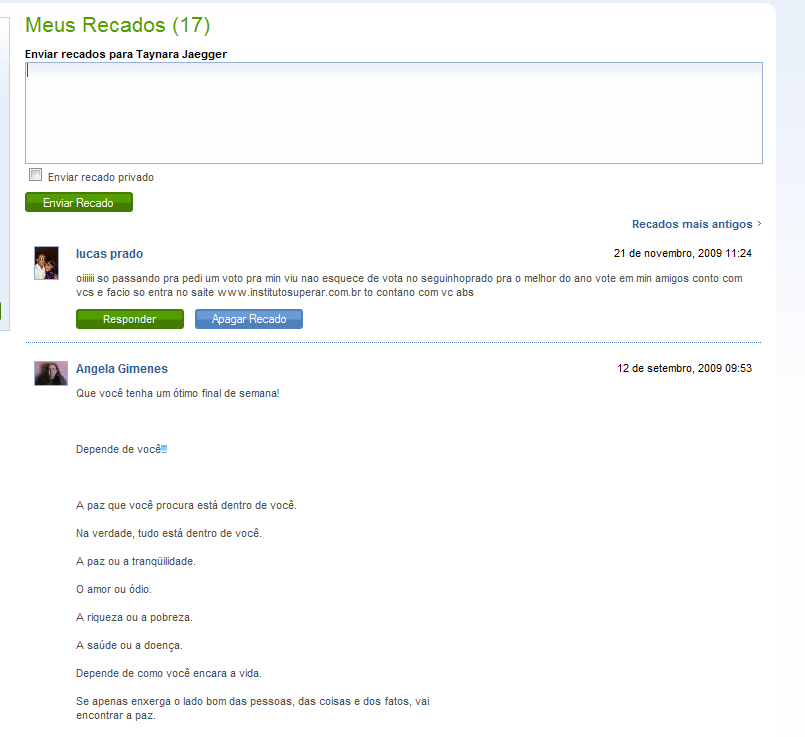 Meus Recados (17)
Enviar recados para Taynara Jaegger
Enviar recado privado
Enviar Recado
Recados mais antigos >
lucas prado
21 de novembro, 2009 11:24
oiiiiii so passando pra pedi um voto pra min viu nao esquece de vota no seguinhoprado pra o melhor do ano vote em min amigos conto com
vcs e facio so entra no saite www.institutosuperar.com.br to contano com vc abs
Responder
Apagar Recado
Angela Gimenes
12 de setembro, 2009 09:53
Que você tenha um ótimo final de semana!
Depende de você!!!
A paz que você procura está dentro de você.
Na verdade, tudo está dentro de você.
A paz ou a tranqüilidade.
O amor ou ódio.
A riqueza ou a pobreza.
A saúde ou a doença.
Depende de como você encara a vida.
Se apenas enxerga o lado bom das pessoas, das coisas e dos fatos, vai
encontrar a paz.